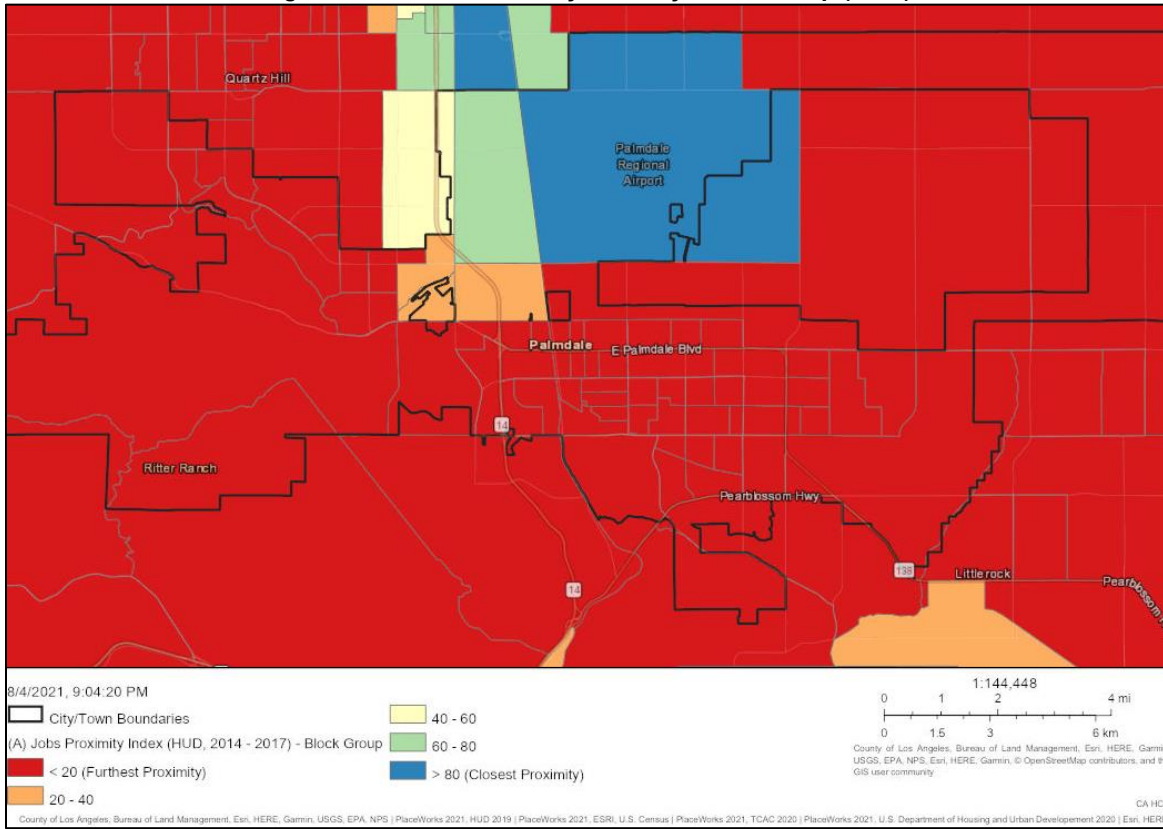 Quartz Hill
Palmdale
Regional
Airport
Palmdale
E Palmdale Blvd
14
Ritter Ranch
Pearblossom Hwy
138
Littlerock
14
8/4/2021, 9:04:20 PM
City/Town Boundaries
(A) Jobs Proximity Index (HUD, 2014 - 2017) - Block Group
< 20 (Furthest Proximity)
20 - 40
40 - 60
60 - 80
> 80 (Closest Proximity)
1:144,448
0 1 2 4 mi
0 1.5 3 6 km
County of Los Angeles, Bureau of Land Management, Esri, HERE, Garmin,
USGS, EPA, NPS, Esri, HERE, Garmin, © OpenStreetMap contributors, and the
GIS user community
CA HC
County of Los Angeles, Bureau of Land Management, Esri, HERE, Garmin, USGS, EPA, NPS | PlaceWorks 2021, HUD 2019 | PlaceWorks 2021, ESRI, U.S. Census | PlaceWorks 2021, TCAC 2020 | PlaceWorks 2021, U.S. Department of Housing and Urban Developement 2020 | Esri, HERE